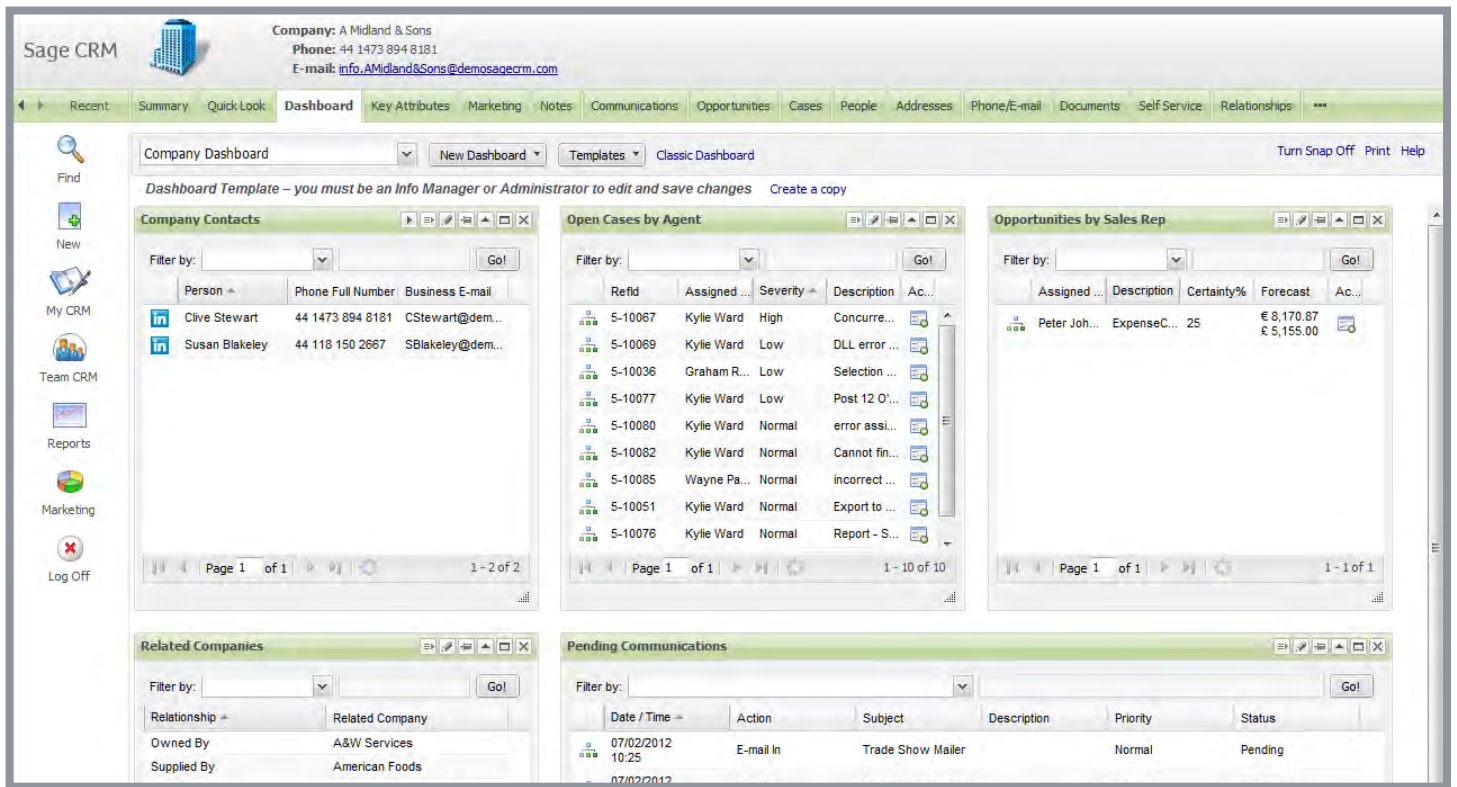 Sage CRM
Company: A Midland & Sons
Phone: 44 1473 894 8181
E-mail: info.AMidland&Sons@demosagecrm.com
Recent Summary Quick Look Dashboard Key Attributes Marketing Notes Communications Opportunities Cases People Addresses Phone/E-mail Documents Self Service Relationships
Find
New
My CRM
Team CRM
Reports
Marketing
Log Off
Company Dashboard New Dashboard Templates Classic Dashboard Turn Snap Off Print Help
Dashboard Template – you must be an Info Manager or Administrator to edit and save changes Create a copy
Company Contacts
Filter by: Go!
Person Phone Full Number Business E-mail
in Clive Stewart 44 1473 894 8181 CStewart@dem...
in Susan Blakeley 44 118 150 2667 SBlakeley@dem...
Page 1 of 1 1 - 2 of 2
Open Cases by Agent
Filter by: Go!
RefId Assigned ... Severity Description Ac...
5-10067 Kylie Ward High Concurre...
5-10069 Kylie Ward Low DLL error ...
5-10036 Graham R... Low Selection ...
5-10077 Kylie Ward Low Post 12 O'...
5-10080 Kylie Ward Normal error assi...
5-10082 Kylie Ward Normal Cannot fin...
5-10085 Wayne Pa... Normal incorrect ...
5-10051 Kylie Ward Normal Export to ...
5-10076 Kylie Ward Normal Report - S...
Page 1 of 1 1 - 10 of 10
Opportunities by Sales Rep
Filter by: Go!
Assigned ... Description Certainty% Forecast Ac...
Peter Joh... ExpenseC... 25 € 8,170.87
£ 5,155.00
Page 1 of 1 1 - 1 of 1
Related Companies
Filter by: Go!
Relationship Related Company
Owned By A&W Services
Supplied By American Foods
Pending Communications
Filter by: Go!
Date / Time Action Subject Description Priority Status
07/02/2012
10:25 E-mail In Trade Show Mailer Normal Pending
07/02/2012